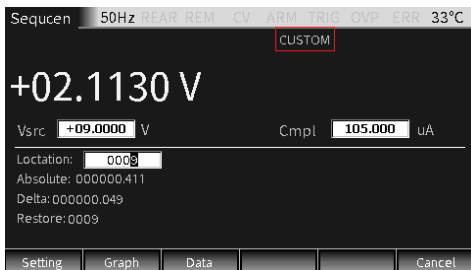 Sequcen 50Hz REAR REM CV ARM TRIG OVP ERR 33°C
CUSTOM
+02.1130 V
Vsrc +09.0000 V Cmpl 105.000 uA
Loctation: 0009
Absolute: 000000.411
Delta: 000000.049
Restore: 0009
Setting Graph Data Cancel